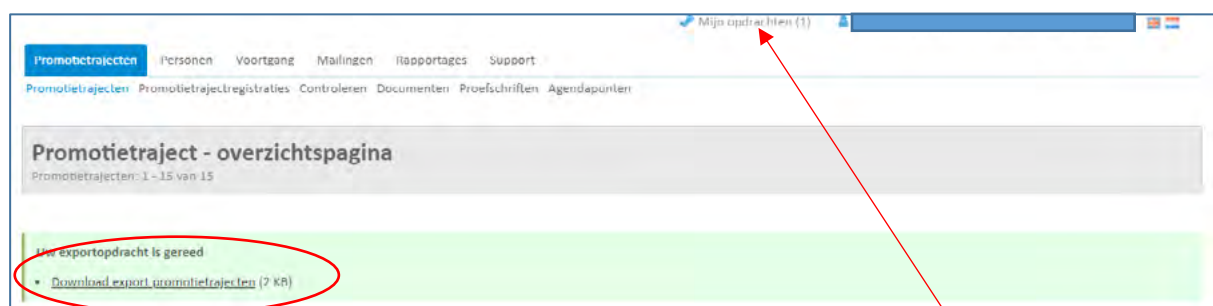 Mijn opdrachten (1)
Promotietrajecten Personen Voortgang Mailingen Rapportages Support
Promotietrajecten Promotietrajectregistraties Controleren Documenten Proefschriften Agendapunten
Promotietraject - overzichtspagina
Promotietrajecten: 1 - 15 van 15
Uw exportopdracht is gereed
• Download export promotietrajecten (2 KB)